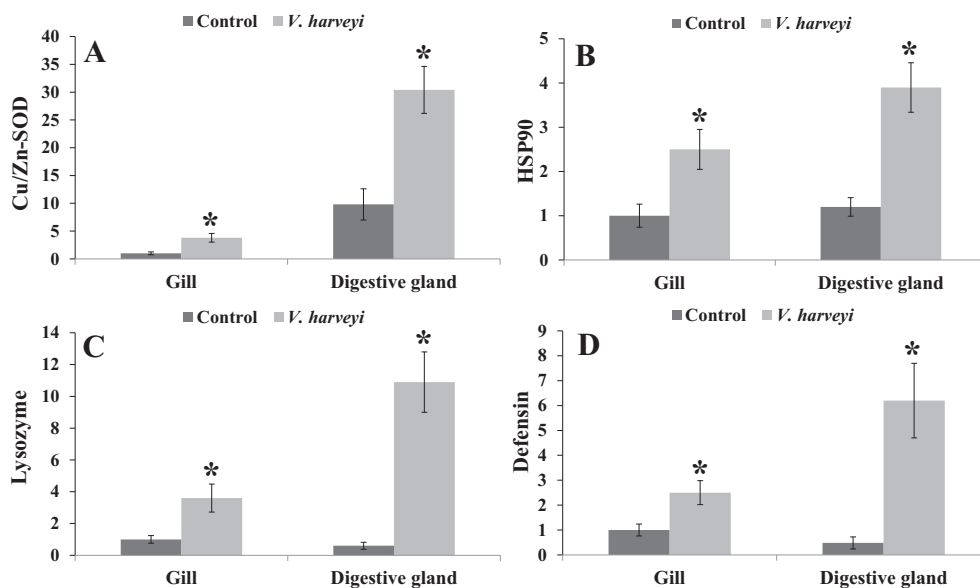 Control V. harveyi
A
Cu/Zn-SOD
40
35
30
25
20
15
10
5
0
*
*
Gill Digestive gland
Control V. harveyi
B
HSP90
5
4
3
2
1
0
*
*
Gill Digestive gland
Control V. harveyi
C
Lysozyme
14
12
10
8
6
4
2
0
*
*
Gill Digestive gland
Control V. harveyi
D
Defensin
9
8
7
6
5
4
3
2
1
0
*
*
Gill Digestive gland